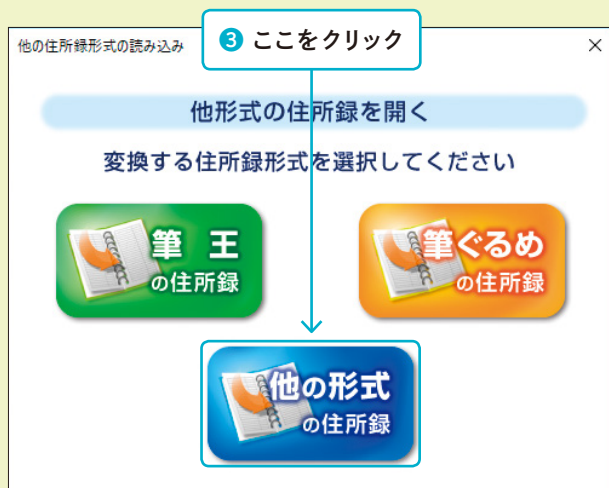 ❸ ここをクリック
他の住所録形式の読み込み
×
他形式の住所録を開く
変換する住所録形式を選択してください
筆 王
の住所録
筆ぐるめ
の住所録
他の形式
の住所録